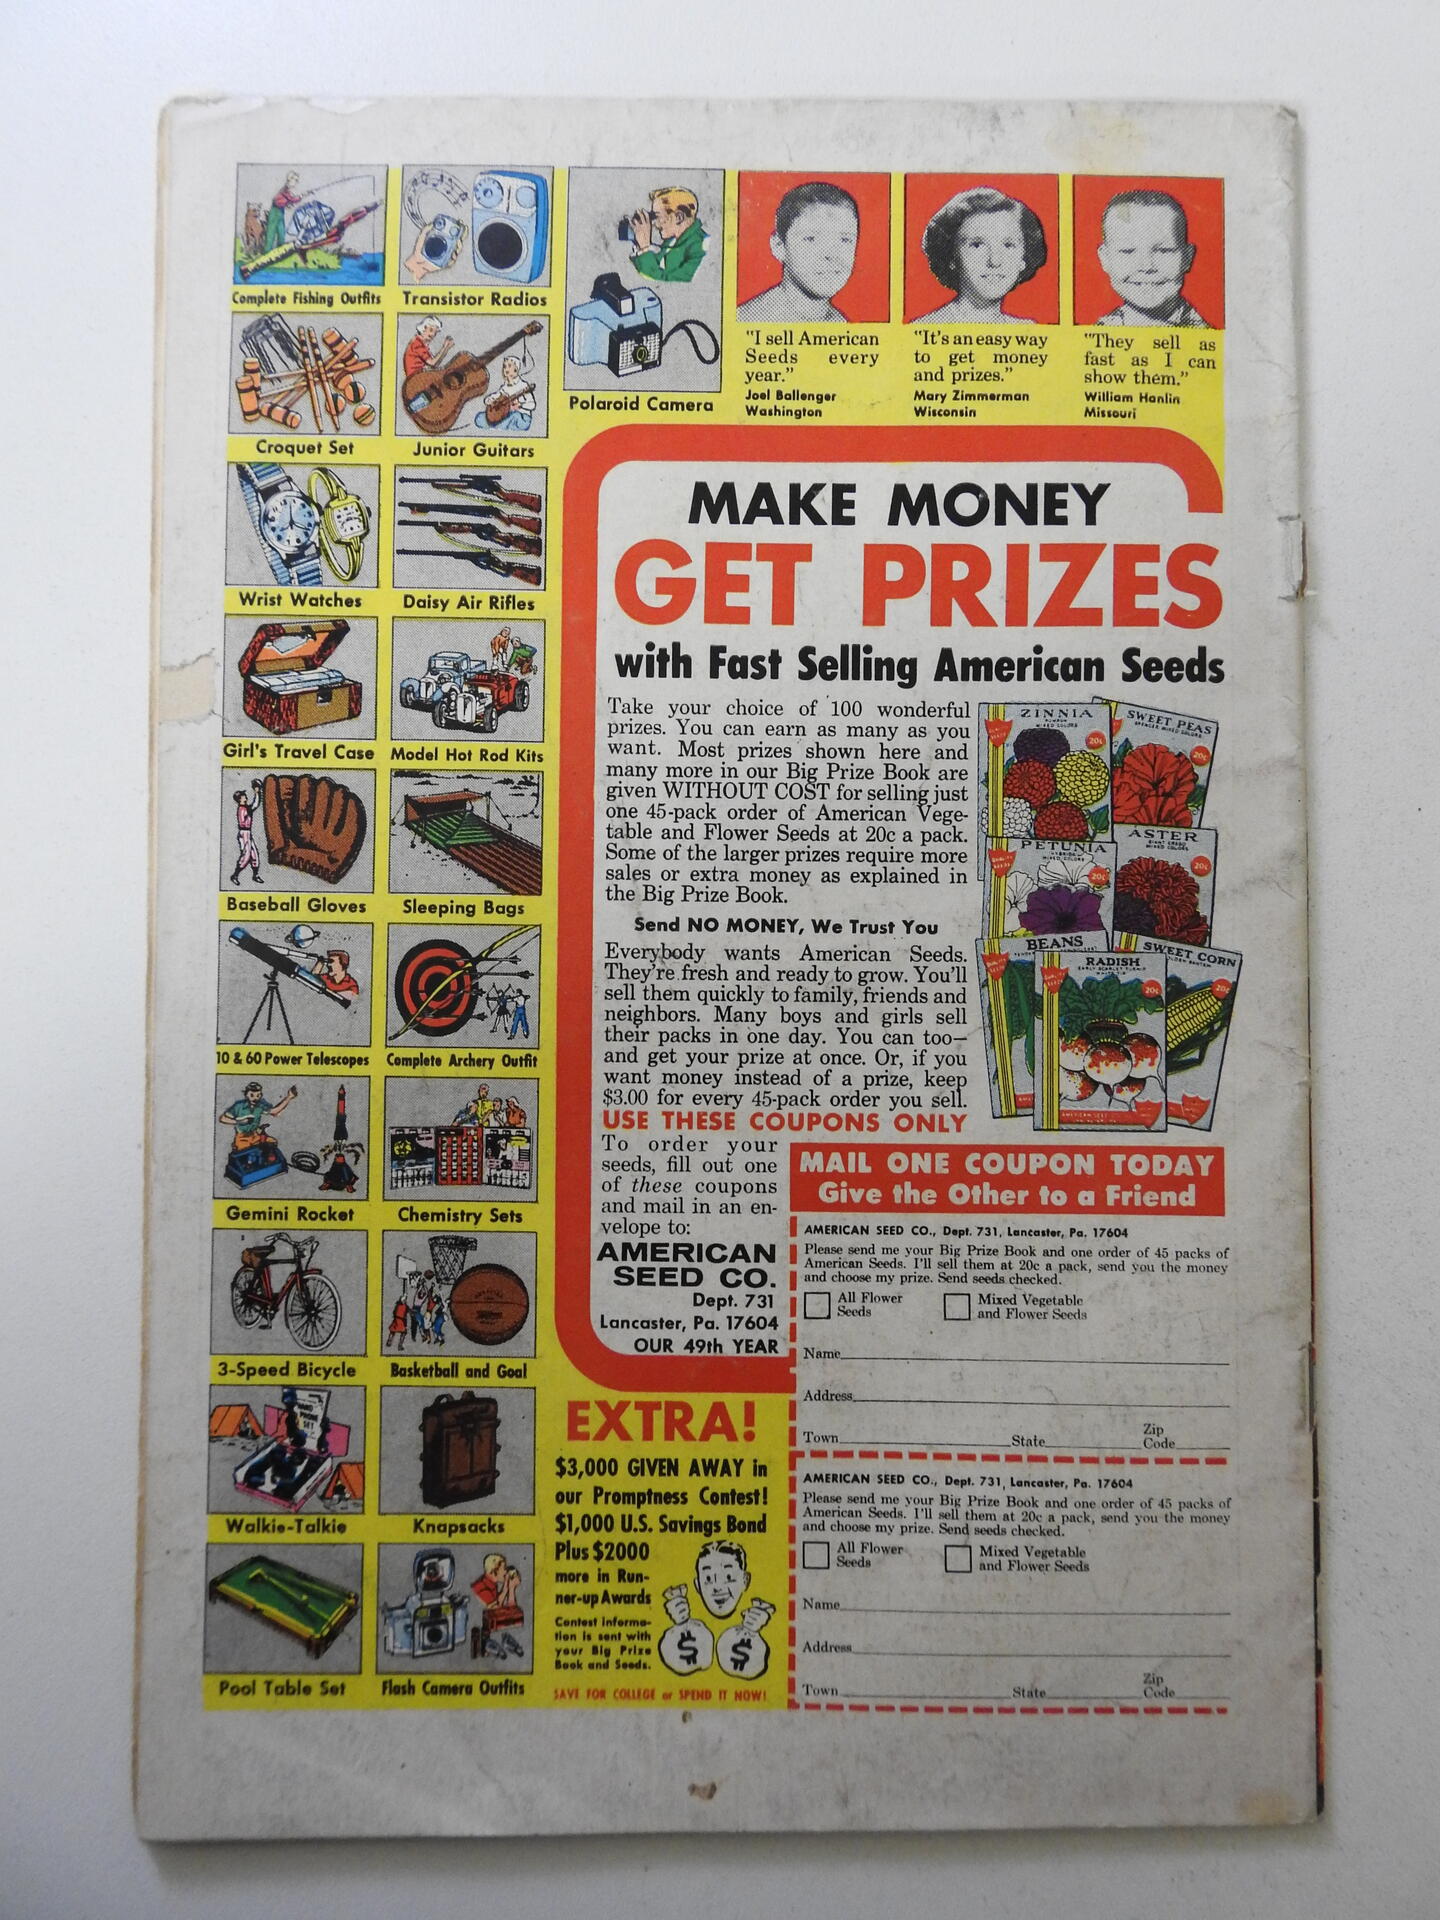 Complete Fishing Outfits
Transistor Radios
Croquet Set
Junior Guitars
Wrist Watches
Daisy Air Rifles
Girl's Travel Case
Model Hot Rod Kits
Baseball Gloves
Sleeping Bags
10 & 60 Power Telescopes
Complete Archery Outfit
Gemini Rocket
Chemistry Sets
3-Speed Bicycle
Basketball and Goal
Walkie-Talkie
Knapsacks
Pool Table Set
Flash Camera Outfits
Polaroid Camera
"I sell American
Seeds every
year."
Joel Ballenger
Washington
"It's an easy way
to get money
and prizes."
Mary Zimmerman
Wisconsin
"They sell as
fast as I can
show them."
William Hanlin
Missouri
MAKE MONEY
GET PRIZES
with Fast Selling American Seeds
Take your choice of 100 wonderful
prizes. You can earn as many as you
want. Most prizes shown here and
many more in our Big Prize Book are
given WITHOUT COST for selling just
one 45-pack order of American Vege-
table and Flower Seeds at 20c a pack.
Some of the larger prizes require more
sales or extra money as explained in
the Big Prize Book.
Send NO MONEY, We Trust You
Everybody wants American Seeds.
They're fresh and ready to grow. You'll
sell them quickly to family, friends and
neighbors. Many boys and girls sell
their packs in one day. You can too—
and get your prize at once. Or, if you
want money instead of a prize, keep
$3.00 for every 45-pack order you sell.
USE THESE COUPONS ONLY
To order your
seeds, fill out one
of these coupons
and mail in an en-
velope to:
AMERICAN
SEED CO.
Dept. 731
Lancaster, Pa. 17604
OUR 49th YEAR
ZINNIA
MIXED COLORS
20c
SWEET PEAS
SPENCER MIXED COLORS
20c
PETUNIA
MIXED COLORS
20c
ASTER
MIXED COLORS
20c
BEANS
RADISH
EARLY SCARLET TURNIP
20c
SWEET CORN
20c
MAIL ONE COUPON TODAY
Give the Other to a Friend
AMERICAN SEED CO., Dept. 731, Lancaster, Pa. 17604
Please send me your Big Prize Book and one order of 45 packs of
American Seeds. I'll sell them at 20c a pack, send you the money
and choose my prize. Send seeds checked.
All Flower
Seeds
Mixed Vegetable
and Flower Seeds
Name
Address
Town State Zip
Code
AMERICAN SEED CO., Dept. 731, Lancaster, Pa. 17604
Please send me your Big Prize Book and one order of 45 packs of
American Seeds. I'll sell them at 20c a pack, send you the money
and choose my prize. Send seeds checked.
All Flower
Seeds
Mixed Vegetable
and Flower Seeds
Name
Address
Town State Zip
Code
EXTRA!
$3,000 GIVEN AWAY in
our Promptness Contest!
$1,000 U.S. Savings Bond
Plus $2000
more in Run-
ner-up Awards
Contest informa-
tion is sent with
your Big Prize
Book and Seeds.
$ $
SAVE FOR COLLEGE or SPEND IT NOW!